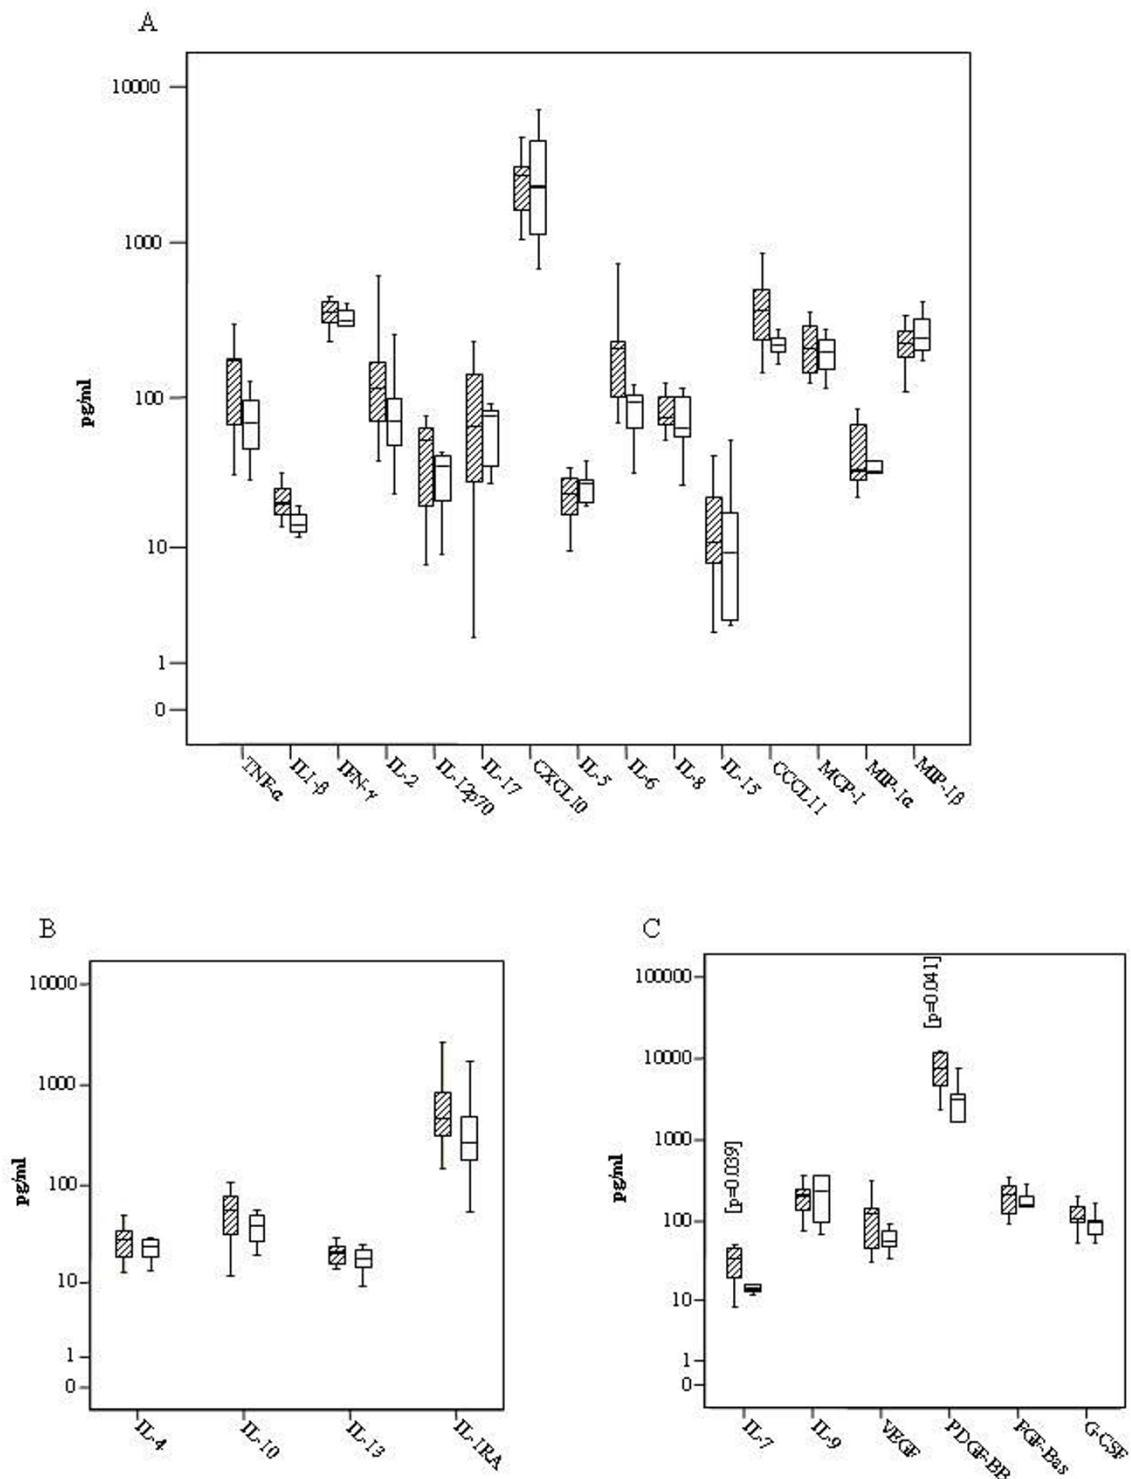 A
10000
1000
100
10
1
0
pg/ml
TNF-α
IL1-β
IFN-γ
IL-2
IL-12p70
IL-17
CXCL10
IL-5
IL-6
IL-8
IL-15
CCCL11
MCP-1
MIP-1α
MIP-1β
B
10000
1000
100
10
1
0
pg/ml
IL-4
IL-10
IL-13
IL-1RA
C
100000
10000
1000
100
10
1
0
pg/ml
[p=0.039]
[p=0.041]
IL-7
IL-9
VEGF
PDGF-BB
FGF-Bas
G-CSF